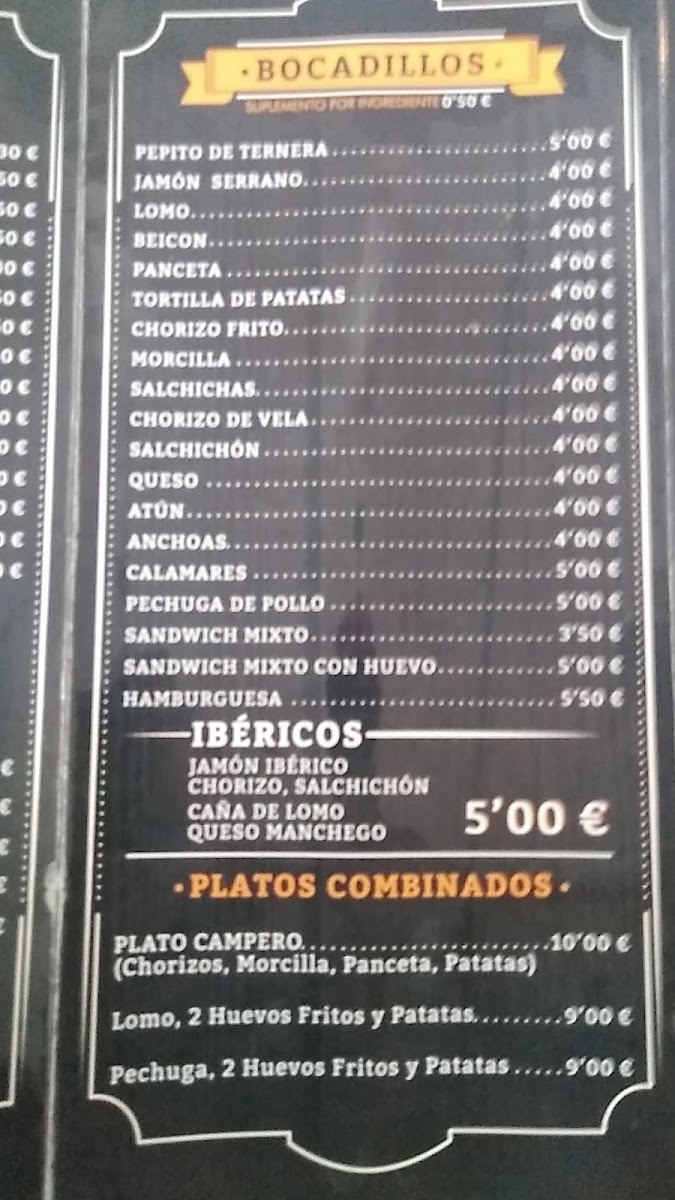 ·BOCADILLOS·
SUPLEMENTO POR INGREDIENTE 0'50 €
PEPITO DE TERNERA........................5'00 €
JAMÓN SERRANO...........................4'00 €
LOMO.......................................4'00 €
BEICON.....................................4'00 €
PANCETA ..................................4'00 €
TORTILLA DE PATATAS....................4'00 €
CHORIZO FRITO............................4'00 €
MORCILLA..................................4'00 €
SALCHICHAS................................4'00 €
CHORIZO DE VELA..........................4'00 €
SALCHICHÓN...............................4'00 €
QUESO .....................................4'00 €
ATÚN.......................................4'00 €
ANCHOAS...................................4'00 €
CALAMARES ................................5'00 €
PECHUGA DE POLLO........................5'00 €
SANDWICH MIXTO.......................... 3'50 €
SANDWICH MIXTO CON HUEVO............5'00 €
HAMBURGUESA ............................ 5'50 €
IBÉRICOS
JAMÓN IBÉRICO
CHORIZO, SALCHICHÓN
CAÑA DE LOMO
QUESO MANCHEGO
5'00 €
·PLATOS COMBINADOS·
PLATO CAMPERO..........................10'00 €
(Chorizos, Morcilla, Panceta, Patatas)
Lomo, 2 Huevos Fritos y Patatas.........9'00 €
Pechuga, 2 Huevos Fritos y Patatas.....9'00 €